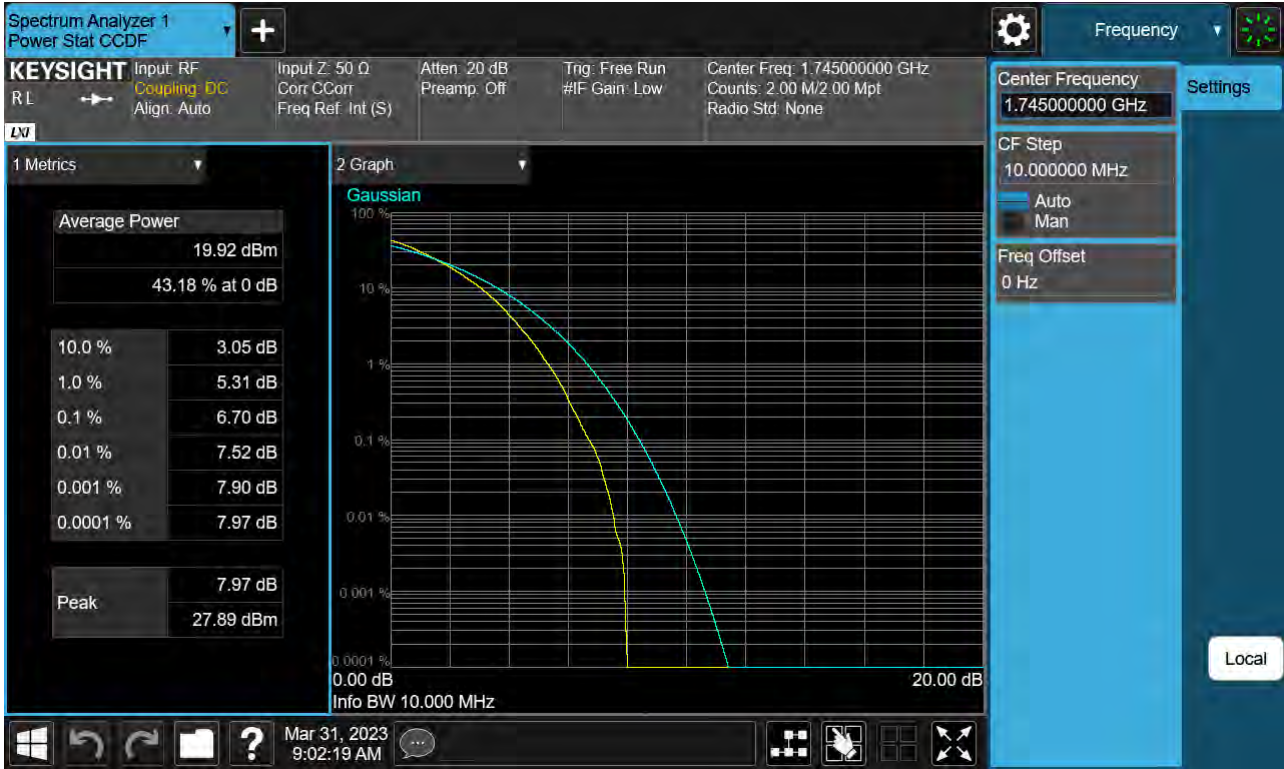 Spectrum Analyzer 1
Power Stat CCDF
+
Frequency
KEYSIGHT
R L
LXI
Input: RF
Coupling: DC
Align: Auto
Input Z: 50 Ω
Corr CCorr
Freq Ref: Int (S)
Atten: 20 dB
Preamp: Off
Trig: Free Run
#IF Gain: Low
Center Freq: 1.745000000 GHz
Counts: 2.00 M/2.00 Mpt
Radio Std: None
Center Frequency
1.745000000 GHz
Settings
CF Step
10.000000 MHz
Auto
Man
Freq Offset
0 Hz
Local
1 Metrics
Average Power
19.92 dBm
43.18 % at 0 dB
10.0 % 3.05 dB
1.0 % 5.31 dB
0.1 % 6.70 dB
0.01 % 7.52 dB
0.001 % 7.90 dB
0.0001 % 7.97 dB
Peak
7.97 dB
27.89 dBm
2 Graph
Gaussian
100 %
10 %
1 %
0.1 %
0.01 %
0.001 %
0.0001 %
0.00 dB
20.00 dB
Info BW 10.000 MHz
?
Mar 31, 2023
9:02:19 AM